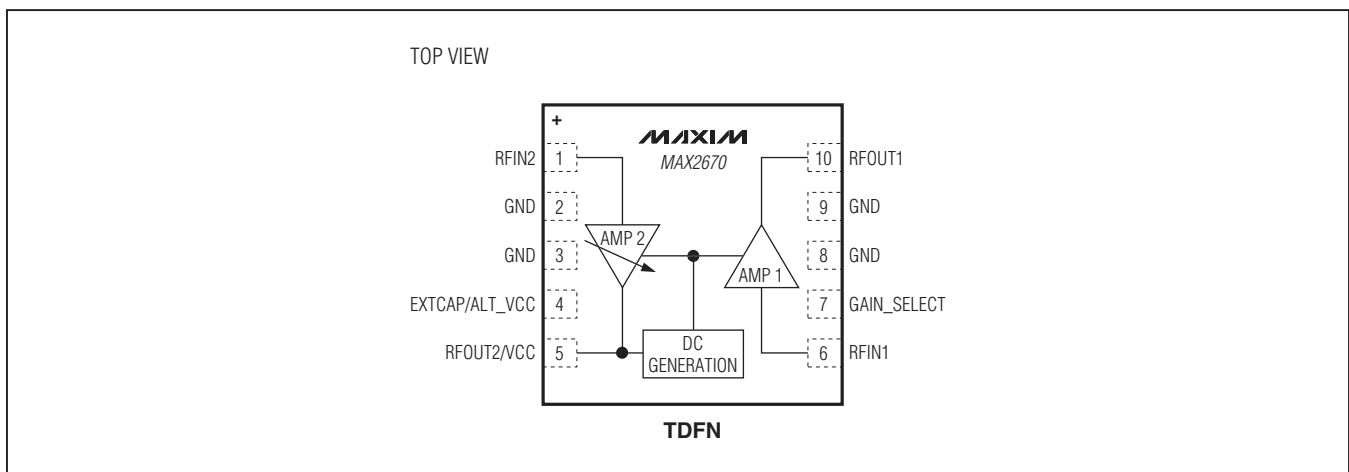 TOP VIEW
+
MAXIM
MAX2670
RFIN2 1
GND 2
GND 3
EXTCAP/ALT_VCC 4
RFOUT2/VCC 5
10 RFOUT1
9 GND
8 GND
7 GAIN_SELECT
6 RFIN1
AMP 2
AMP 1
DC
GENERATION
TDFN